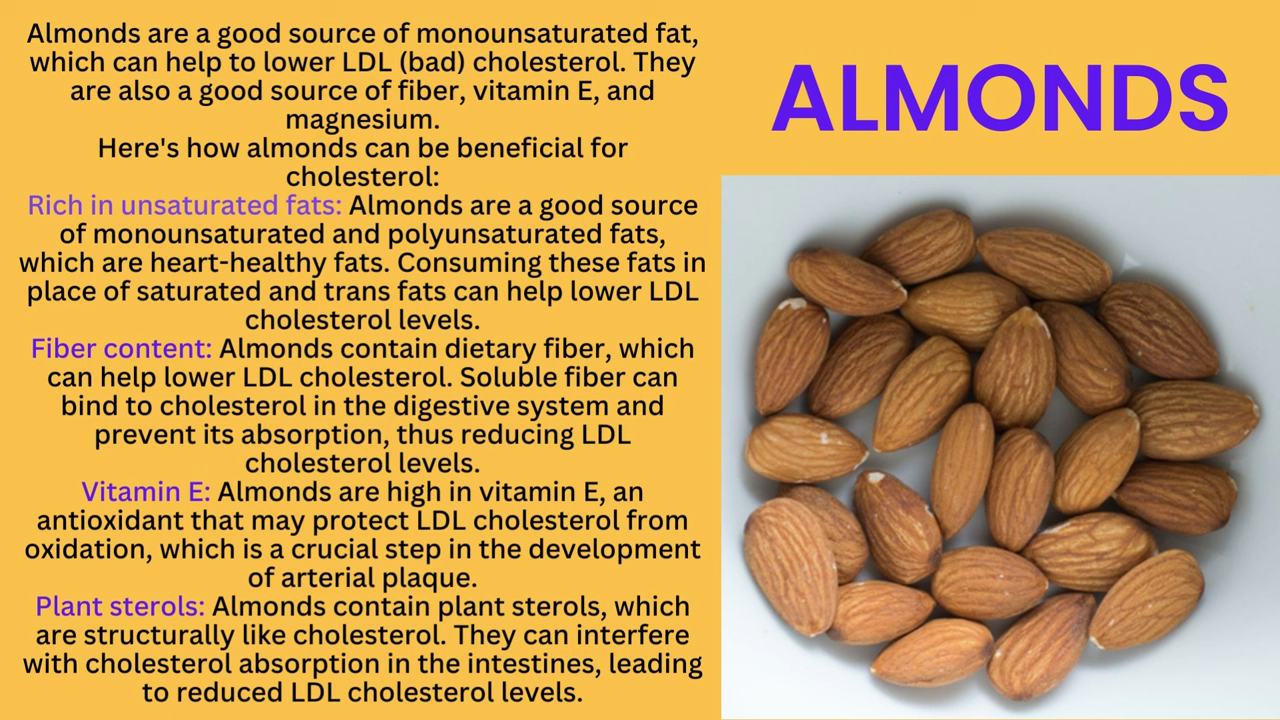 Almonds are a good source of monounsaturated fat,
which can help to lower LDL (bad) cholesterol. They
are also a good source of fiber, vitamin E, and
magnesium.
Here's how almonds can be beneficial for
cholesterol:
Rich in unsaturated fats: Almonds are a good source
of monounsaturated and polyunsaturated fats,
which are heart-healthy fats. Consuming these fats in
place of saturated and trans fats can help lower LDL
cholesterol levels.
Fiber content: Almonds contain dietary fiber, which
can help lower LDL cholesterol. Soluble fiber can
bind to cholesterol in the digestive system and
prevent its absorption, thus reducing LDL
cholesterol levels.
Vitamin E: Almonds are high in vitamin E, an
antioxidant that may protect LDL cholesterol from
oxidation, which is a crucial step in the development
of arterial plaque.
Plant sterols: Almonds contain plant sterols, which
are structurally like cholesterol. They can interfere
with cholesterol absorption in the intestines, leading
to reduced LDL cholesterol levels.
ALMONDS